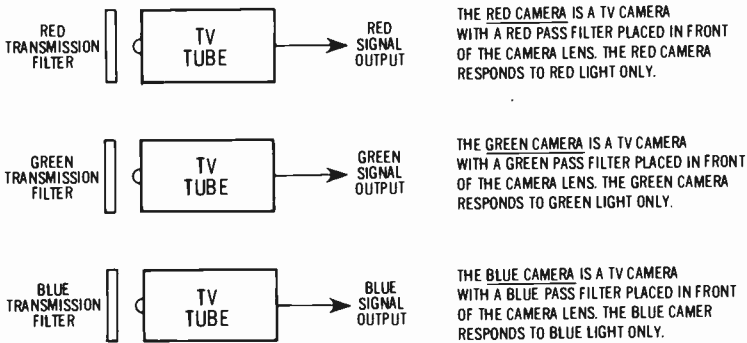 RED
TRANSMISSION
FILTER
TV
TUBE
RED
SIGNAL
OUTPUT
THE RED CAMERA IS A TV CAMERA
WITH A RED PASS FILTER PLACED IN FRONT
OF THE CAMERA LENS. THE RED CAMERA
RESPONDS TO RED LIGHT ONLY.
GREEN
TRANSMISSION
FILTER
TV
TUBE
GREEN
SIGNAL
OUTPUT
THE GREEN CAMERA IS A TV CAMERA
WITH A GREEN PASS FILTER PLACED IN FRONT
OF THE CAMERA LENS. THE GREEN CAMERA
RESPONDS TO GREEN LIGHT ONLY.
BLUE
TRANSMISSION
FILTER
TV
TUBE
BLUE
SIGNAL
OUTPUT
THE BLUE CAMERA IS A TV CAMERA
WITH A BLUE PASS FILTER PLACED IN FRONT
OF THE CAMERA LENS. THE BLUE CAMER
RESPONDS TO BLUE LIGHT ONLY.